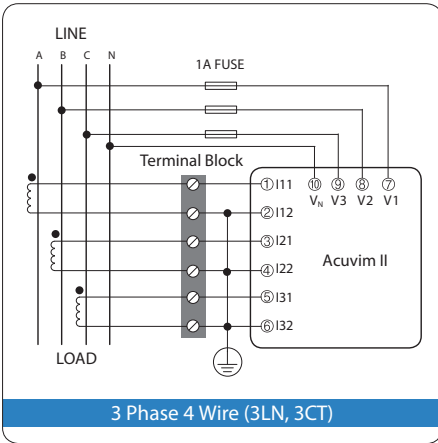 LINE
A B C N
1A FUSE
Terminal Block
⑩ ⑨ ⑧ ⑦
VN V3 V2 V1
① I11
② I12
③ I21
④ I22
⑤ I31
⑥ I32
Acuvim II
LOAD
3 Phase 4 Wire (3LN, 3CT)